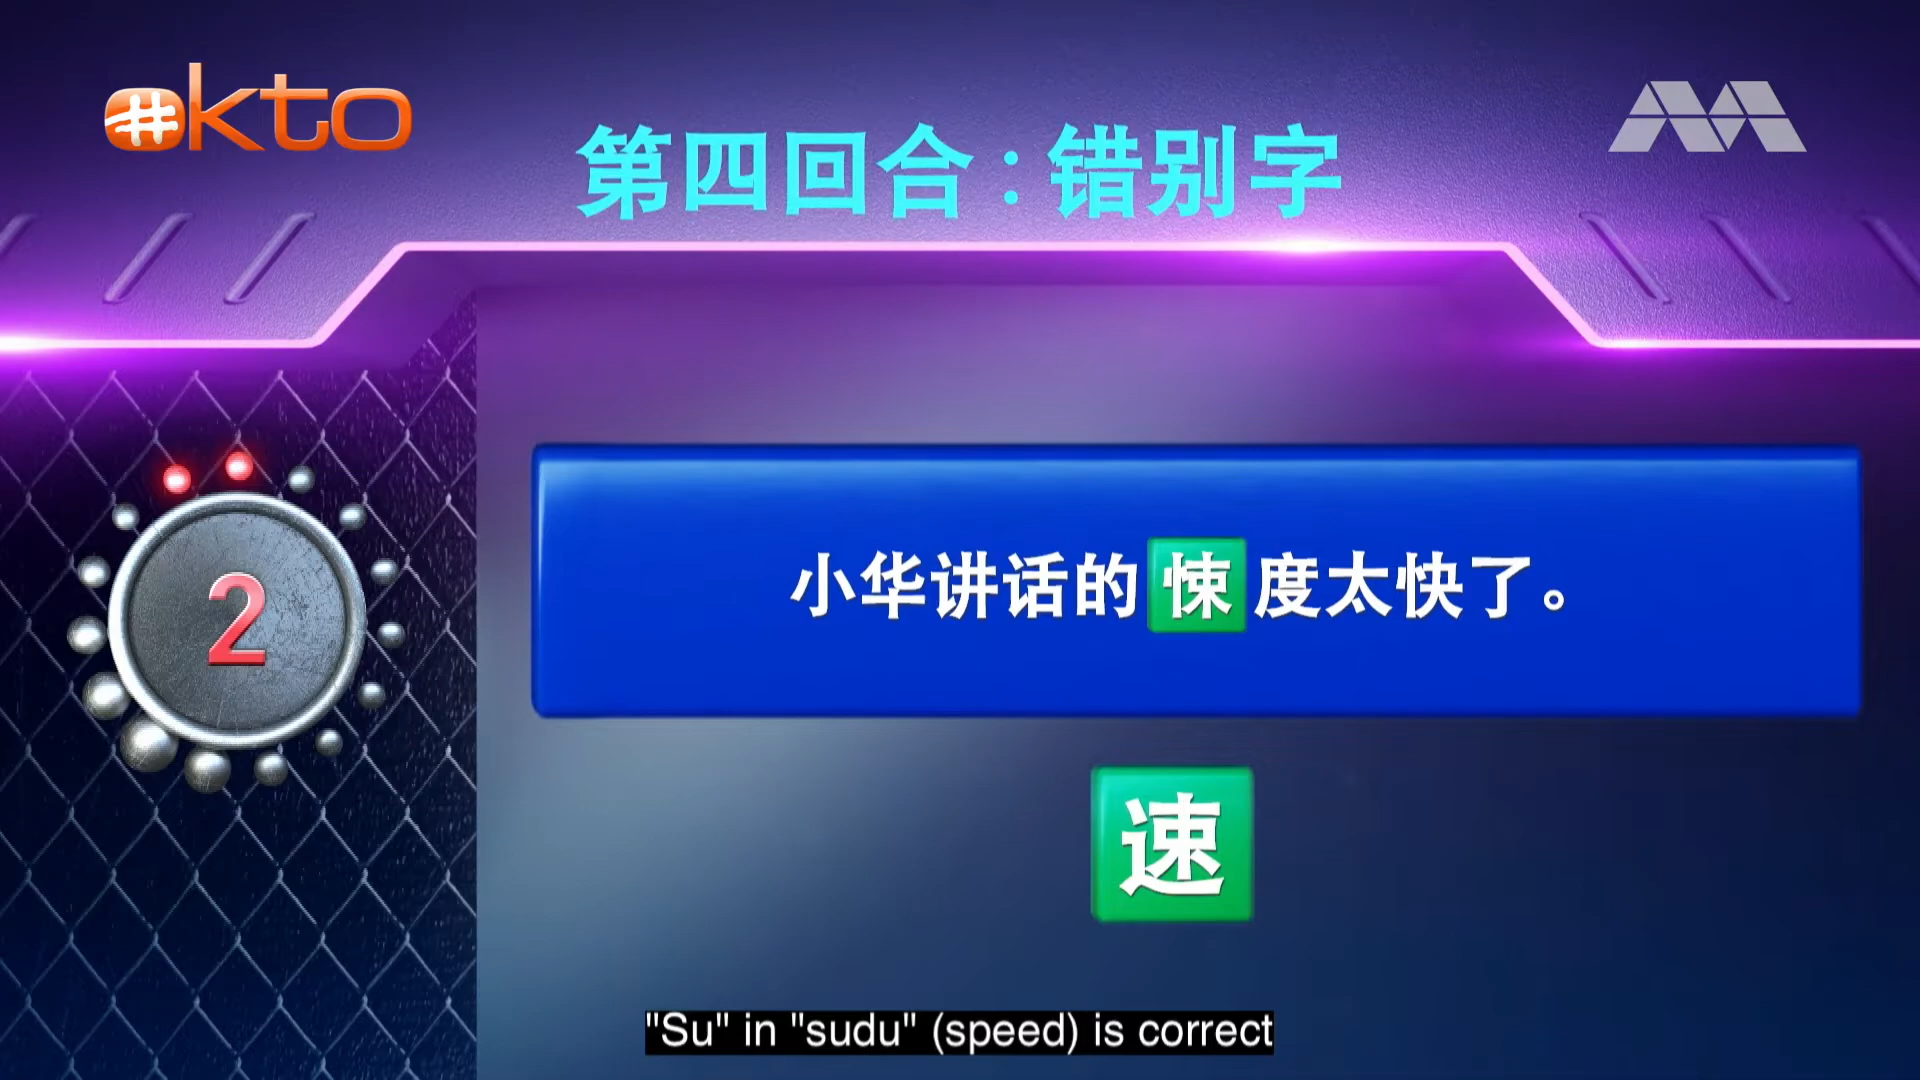 #kto
第四回合:错别字
2
小华讲话的悚度太快了。
速
"Su" in "sudu" (speed) is correct